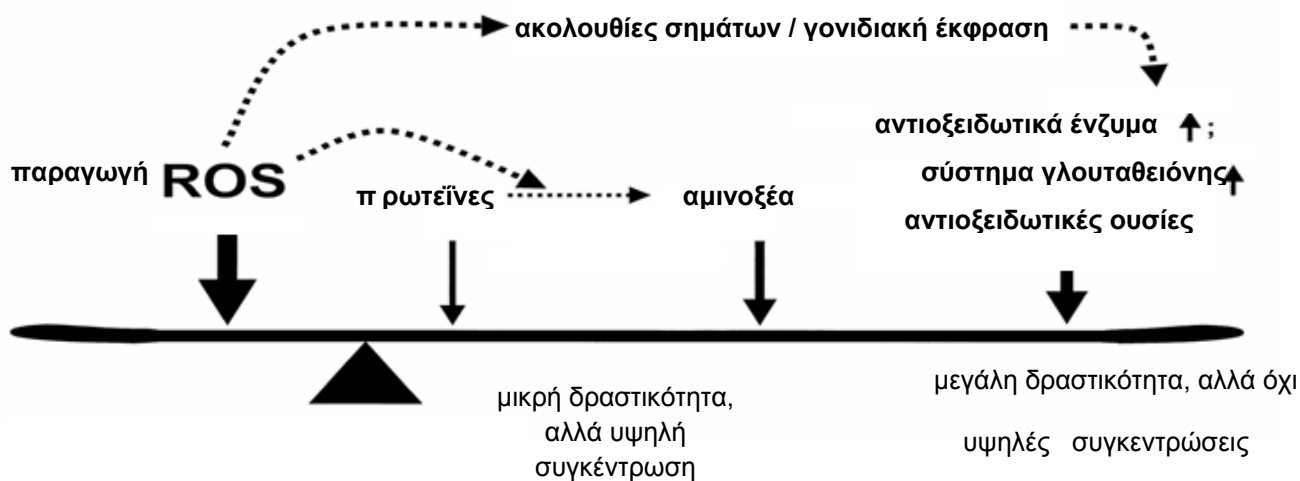 ακολουθίες σημάτων / γονιδιακή έκφραση
αντιοξειδωτικά ένζυμα ;
παραγωγή ROS
σύστημα γλουταθειόνης
π ρωτεΐνες
αμινοξέα
αντιοξειδωτικές ουσίες
μικρή δραστικότητα,
αλλά υψηλή
συγκέντρωση
μεγάλη δραστικότητα, αλλά όχι
υψηλές συγκεντρώσεις